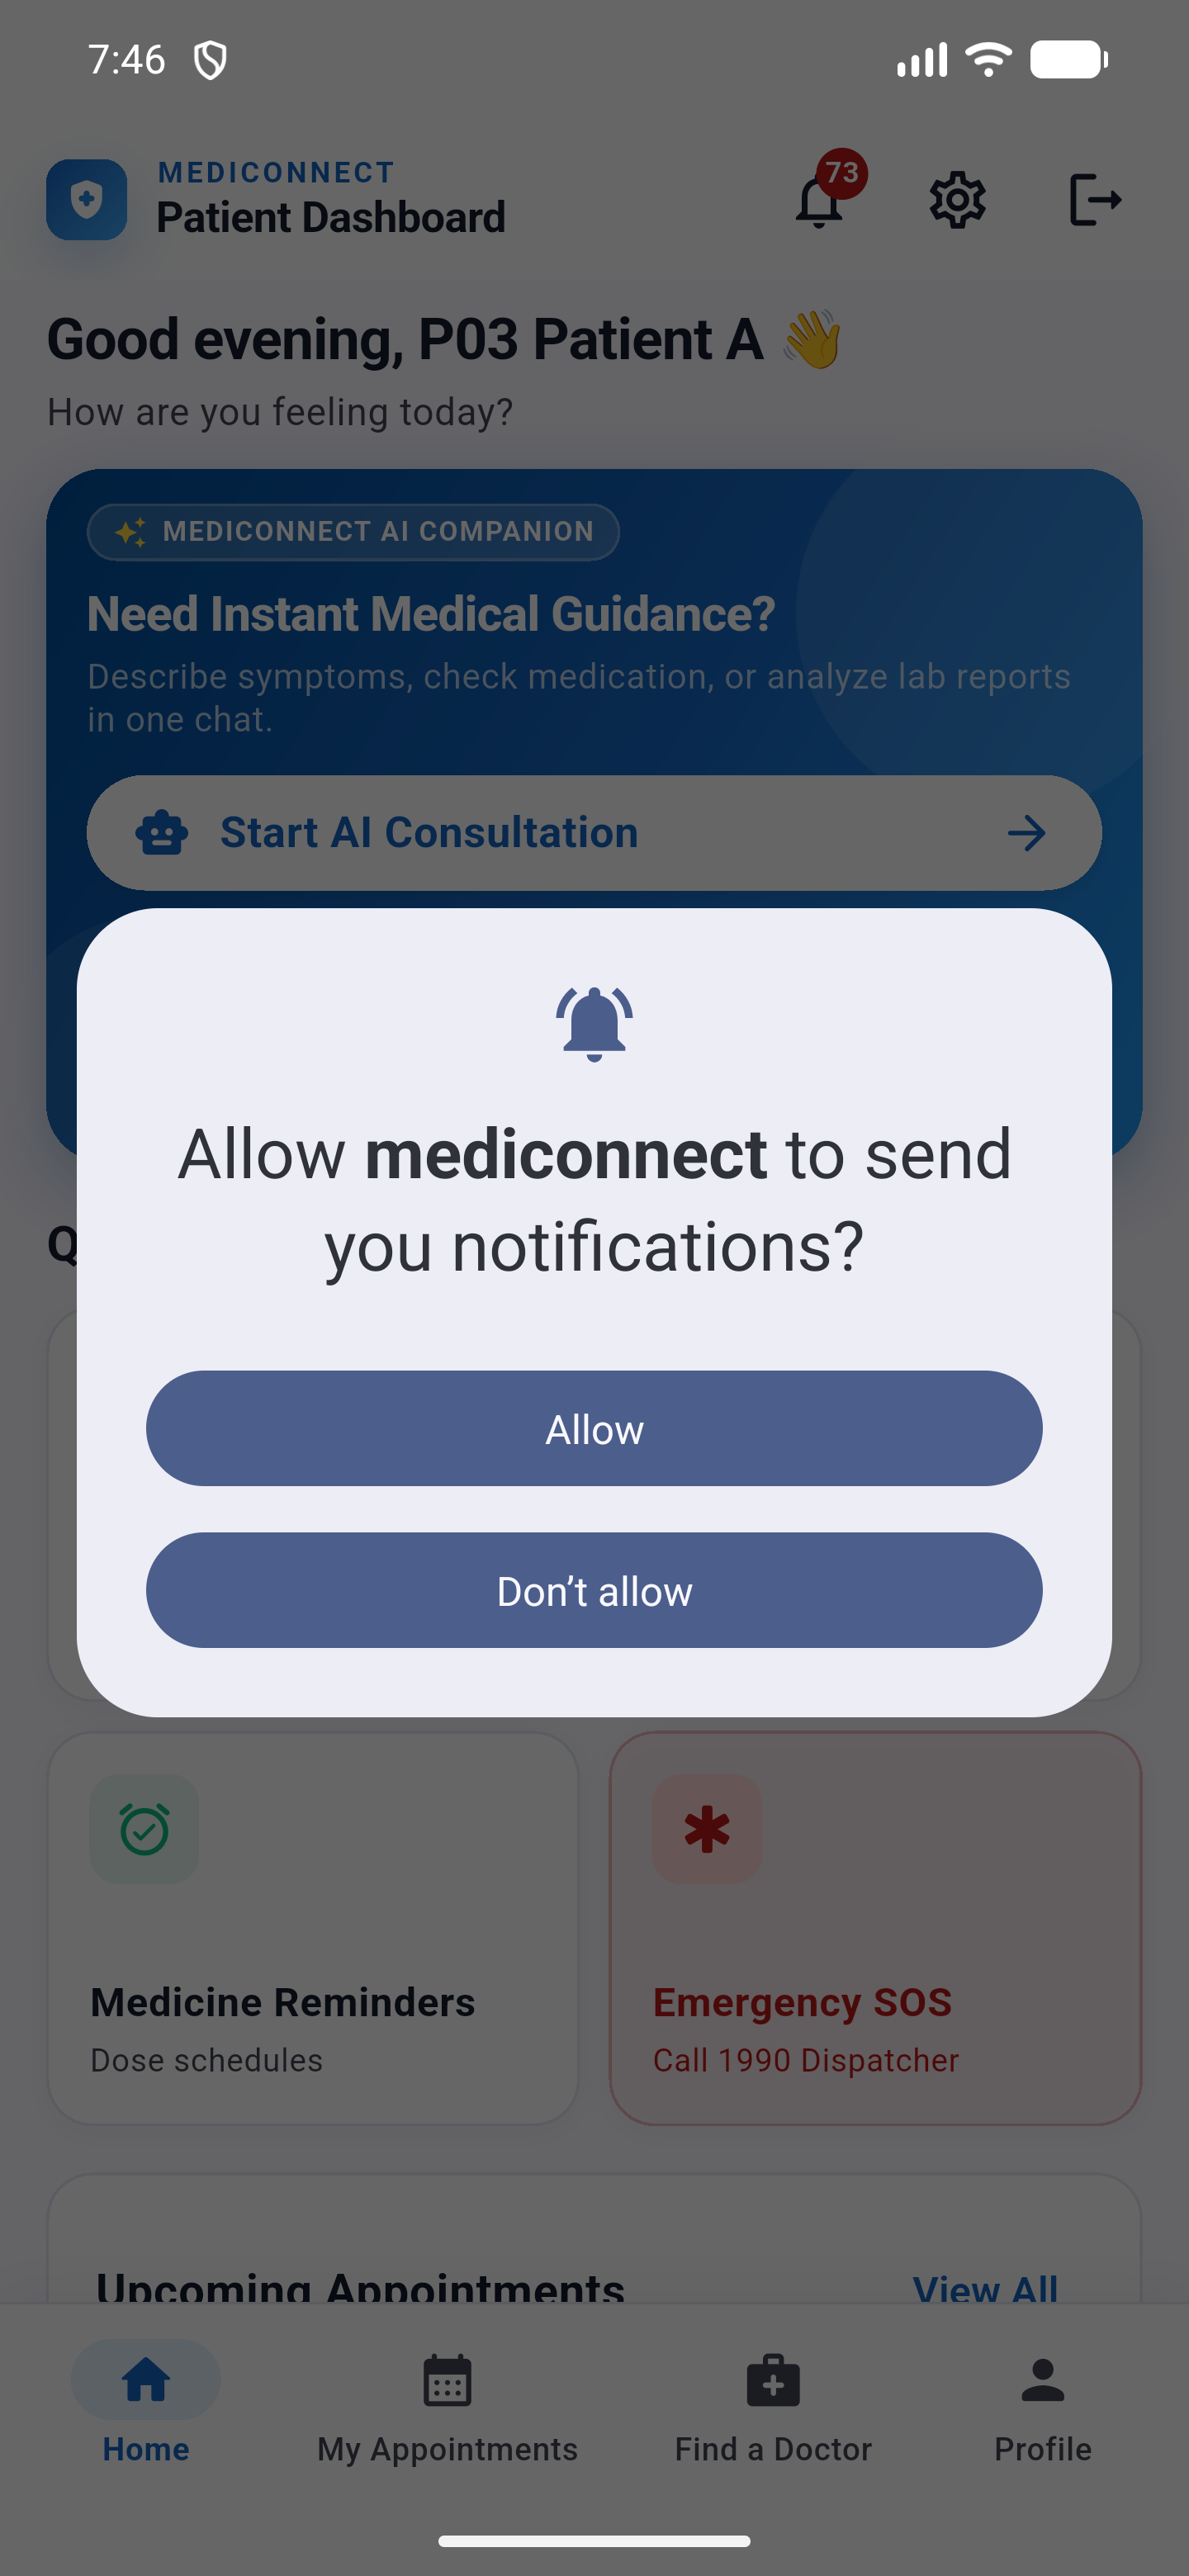 7:46
MEDICONNECT
Patient Dashboard
73
Good evening, P03 Patient A 👋
How are you feeling today?
MEDICONNECT AI COMPANION
Need Instant Medical Guidance?
Describe symptoms, check medication, or analyze lab reports
in one chat.
Start AI Consultation
Allow mediconnect to send
you notifications?
Allow
Don’t allow
Medicine Reminders
Dose schedules
Emergency SOS
Call 1990 Dispatcher
Upcoming Appointments
View All
Home
My Appointments
Find a Doctor
Profile